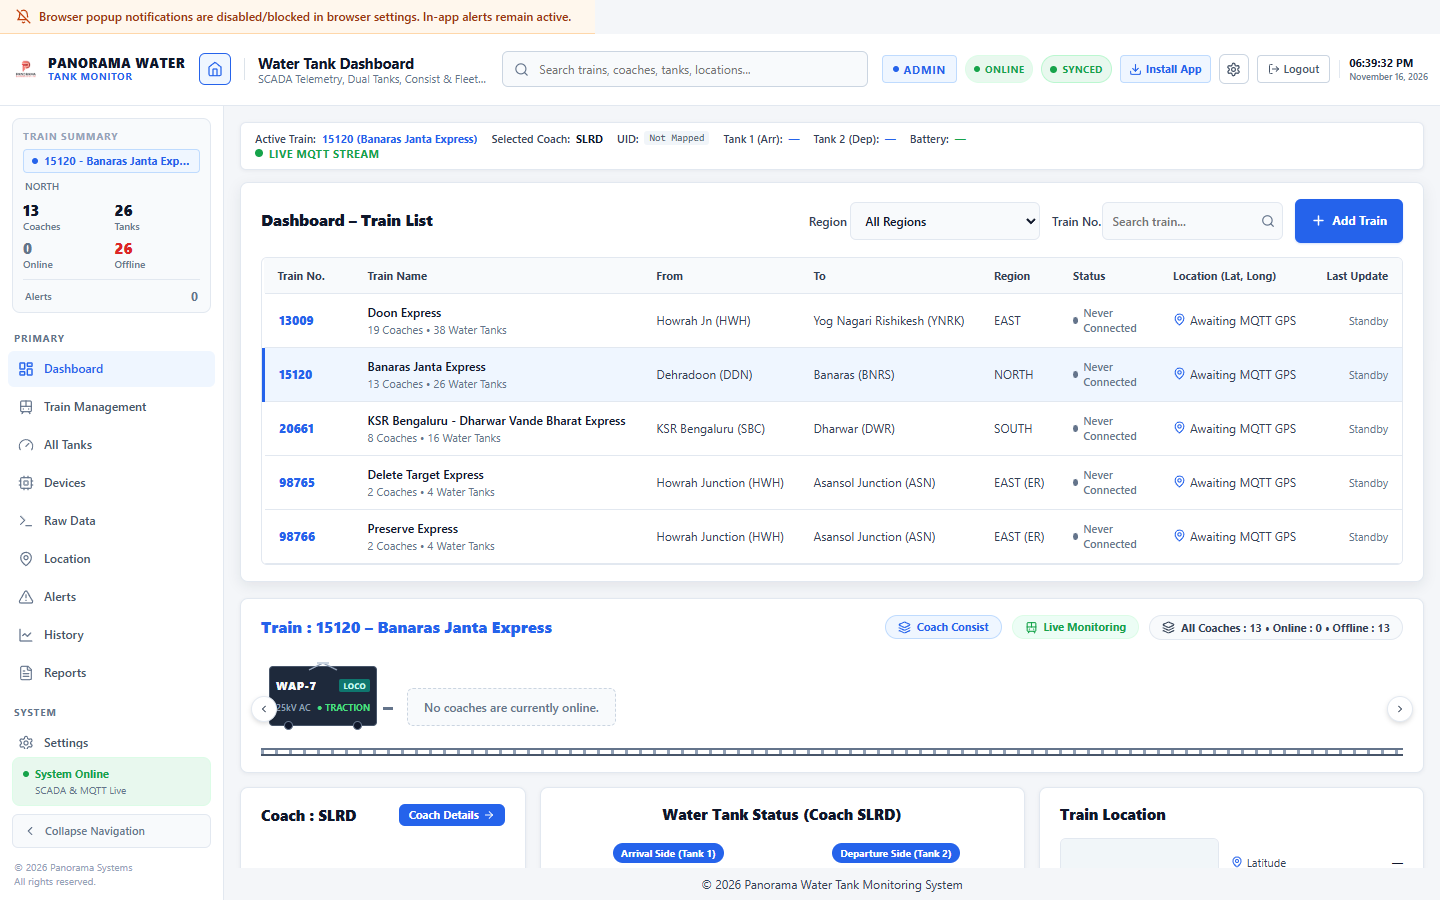 Browser popup notifications are disabled/blocked in browser settings. In-app alerts remain active.
PANORAMA WATER
TANK MONITOR
Water Tank Dashboard
SCADA Telemetry, Dual Tanks, Consist & Fleet...
Search trains, coaches, tanks, locations...
ADMIN
ONLINE
SYNCED
Install App
Logout
06:39:32 PM
November 16, 2026
TRAIN SUMMARY
15120 - Banaras Janta Exp...
NORTH
13 26
Coaches Tanks
0 26
Online Offline
Alerts 0
PRIMARY
Dashboard
Train Management
All Tanks
Devices
Raw Data
Location
Alerts
History
Reports
SYSTEM
Settings
System Online
SCADA & MQTT Live
Collapse Navigation
© 2026 Panorama Systems
All rights reserved.
Active Train: 15120 (Banaras Janta Express) Selected Coach: SLRD UID: Not Mapped Tank 1 (Arr): — Tank 2 (Dep): — Battery: —
LIVE MQTT STREAM
Dashboard – Train List
Region All Regions Train No. Search train... Add Train
Train No. Train Name From To Region Status Location (Lat, Long) Last Update
13009 Doon Express 19 Coaches • 38 Water Tanks Howrah Jn (HWH) Yog Nagari Rishikesh (YNRK) EAST Never Connected Awaiting MQTT GPS Standby
15120 Banaras Janta Express 13 Coaches • 26 Water Tanks Dehradoon (DDN) Banaras (BNRS) NORTH Never Connected Awaiting MQTT GPS Standby
20661 KSR Bengaluru - Dharwar Vande Bharat Express 8 Coaches • 16 Water Tanks KSR Bengaluru (SBC) Dharwar (DWR) SOUTH Never Connected Awaiting MQTT GPS Standby
98765 Delete Target Express 2 Coaches • 4 Water Tanks Howrah Junction (HWH) Asansol Junction (ASN) EAST (ER) Never Connected Awaiting MQTT GPS Standby
98766 Preserve Express 2 Coaches • 4 Water Tanks Howrah Junction (HWH) Asansol Junction (ASN) EAST (ER) Never Connected Awaiting MQTT GPS Standby
Train : 15120 – Banaras Janta Express
Coach Consist
Live Monitoring
All Coaches : 13 • Online : 0 • Offline : 13
WAP-7 LOCO
25kV AC TRACTION
No coaches are currently online.
Coach : SLRD
Coach Details
Water Tank Status (Coach SLRD)
Arrival Side (Tank 1)
Departure Side (Tank 2)
Train Location
Latitude —
© 2026 Panorama Water Tank Monitoring System